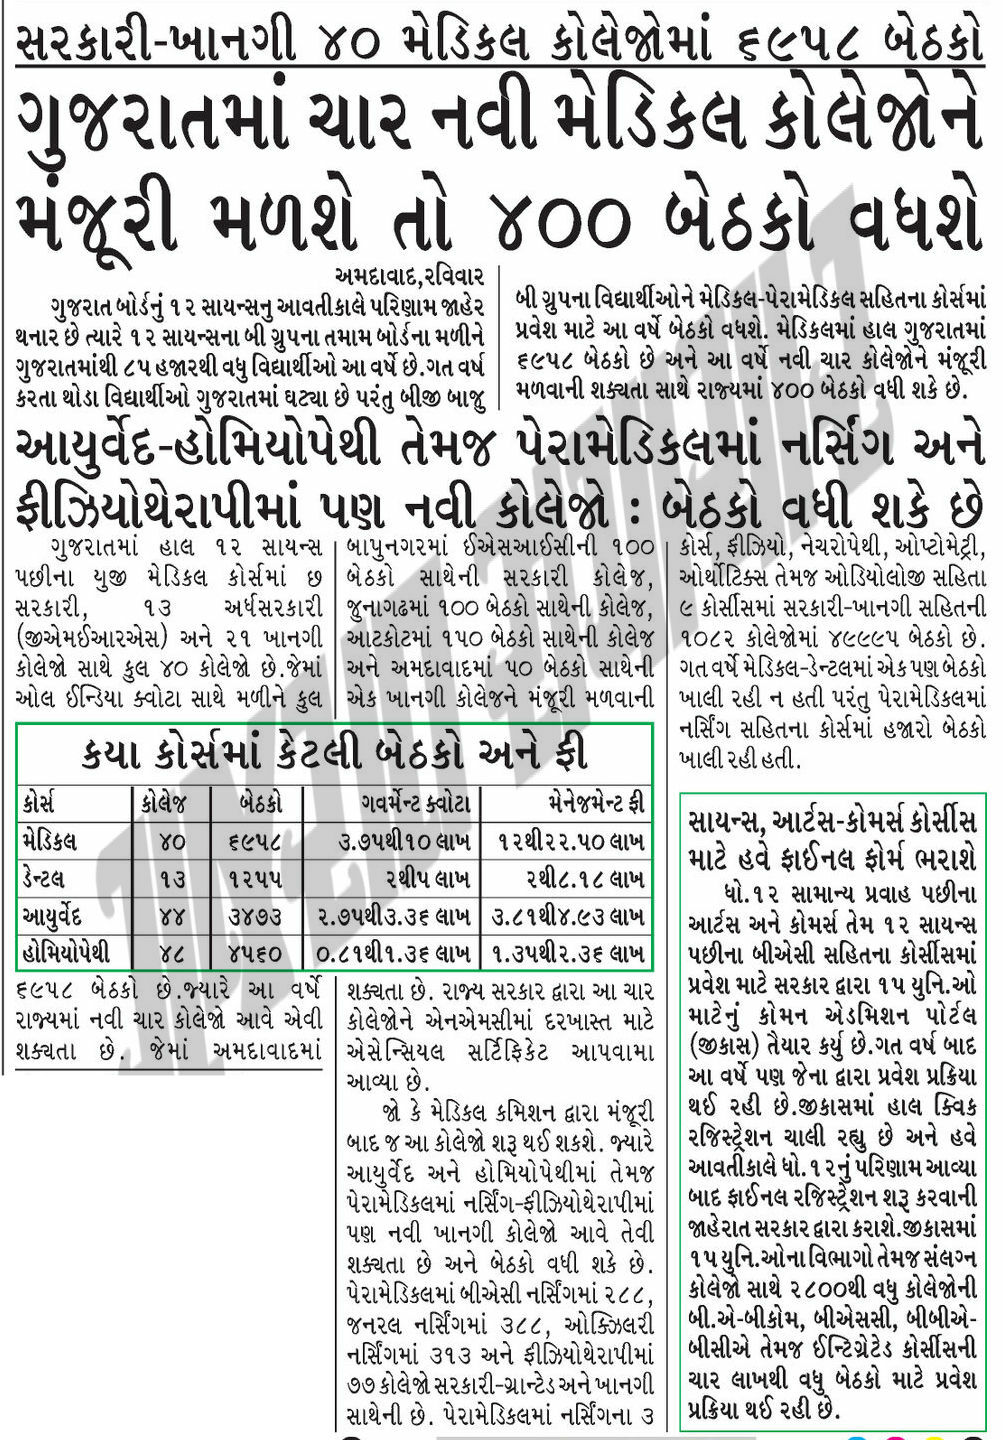 સરકારી-ખાનગી ૪૦ મેડિકલ કોલેજોમાં ૬૯૫૮ બેઠકો
ગુજરાતમાં ચાર નવી મેડિકલ કોલેજોને
મંજૂરી મળશે તો ૪૦૦ બેઠકો વધશે
અમદાવાદ,રવિવાર
ગુજરાત બોર્ડનું ૧૨ સાયન્સનુ આવતીકાલે પરિણામ જાહેર
થનાર છે ત્યારે ૧૨ સાયન્સના બી ગ્રુપના તમામ બોર્ડના મળીને
ગુજરાતમાંથી ૮૫ હજારથી વધુ વિદ્યાર્થીઓ આ વર્ષે છે.ગત વર્ષ
કરતા થોડા વિદ્યાર્થીઓ ગુજરાતમાં ઘટ્યા છે પરંતુ બીજી બાજુ
બી ગ્રુપના વિદ્યાર્થીઓને મેડિકલ-પેરામેડિકલ સહિતના કોર્સમાં
પ્રવેશ માટે આ વર્ષે બેઠકો વધશે. મેડિકલમાં હાલ ગુજરાતમાં
૬૯૫૮ બેઠકો છે અને આ વર્ષે નવી ચાર કોલેજોને મંજૂરી
મળવાની શક્યતા સાથે રાજ્યમાં ૪૦૦ બેઠકો વધી શકે છે.
આયુર્વેદ-હોમિયોપેથી તેમજ પેરામેડિકલમાં નર્સિંગ અને
ફીઝિયોથેરાપીમાં પણ નવી કોલેજો : બેઠકો વધી શકે છે
ગુજરાતમાં હાલ ૧૨ સાયન્સ
પછીના યુજી મેડિકલ કોર્સમાં છ
સરકારી, ૧૩ અર્ધસરકારી
(જીએમઈઆરએસ) અને ૨૧ ખાનગી
કોલેજો સાથે કુલ ૪૦ કોલેજો છે.જેમાં
ઓલ ઈન્ડિયા ક્વોટા સાથે મળીને કુલ
૬૯૫૮ બેઠકો છે.જ્યારે આ વર્ષે
રાજ્યમાં નવી ચાર કોલેજો આવે એવી
શક્યતા છે. જેમાં અમદાવાદમાં
બાપુનગરમાં ઈએસઆઈસીની ૧૦૦
બેઠકો સાથેની સરકારી કોલેજ,
જુનાગઢમાં ૧૦૦ બેઠકો સાથેની કોલેજ,
આટકોટમાં ૧૫૦ બેઠકો સાથેની કોલેજ
અને અમદાવાદમાં ૫૦ બેઠકો સાથેની
એક ખાનગી કોલેજને મંજૂરી મળવાની
શક્યતા છે. રાજ્ય સરકાર દ્વારા આ ચાર
કોલેજોને એનએમસીમાં દરખાસ્ત માટે
એસેન્સિયલ સર્ટિફિકેટ આપવામા
આવ્યા છે.
જો કે મેડિકલ કમિશન દ્વારા મંજૂરી
બાદ જ આ કોલેજો શરૂ થઈ શકશે. જ્યારે
આયુર્વેદ અને હોમિયોપેથીમાં તેમજ
પેરામેડિકલમાં નર્સિંગ-ફીઝિયોથેરાપીમાં
પણ નવી ખાનગી કોલેજો આવે તેવી
શક્યતા છે અને બેઠકો વધી શકે છે.
પેરામેડિકલમાં બીએસી નર્સિંગમાં ૨૮૮,
જનરલ નર્સિંગમાં ૩૮૮, ઓક્ઝિલરી
નર્સિંગમાં ૩૧૩ અને ફીઝિયોથેરાપીમાં
૭૭ કોલેજો સરકારી-ગ્રાન્ટેડ અને ખાનગી
સાથેની છે. પેરામેડિકલમાં નર્સિંગના ૩
કોર્સ, ફીઝિયો, નેચરોપેથી, ઓપ્ટોમેટ્રી,
ઓર્થોટિક્સ તેમજ ઓડિયોલોજી સહિતા
૯ કોર્સીસમાં સરકારી-ખાનગી સહિતની
૧૦૮૨ કોલેજોમાં ૪૯૯૯૫ બેઠકો છે.
ગત વર્ષે મેડિકલ-ડેન્ટલમાં એક પણ બેઠકો
ખાલી રહી ન હતી પરંતુ પેરામેડિકલમાં
નર્સિંગ સહિતના કોર્સમાં હજારો બેઠકો
ખાલી રહી હતી.
કયા કોર્સમાં કેટલી બેઠકો અને ફી
કોર્સ કોલેજ બેઠકો ગવર્મેન્ટ ક્વોટા મેનેજમેન્ટ ફી
મેડિકલ ૪૦ ૬૯૫૮ ૩.૭૫થી૧૦ લાખ ૧૨થી૨૨.૫૦ લાખ
ડેન્ટલ ૧૩ ૧૨૫૫ ૨થી૫ લાખ ૨થી૮.૧૮ લાખ
આયુર્વેદ ૪૪ ૩૪૭૩ ૨.૭૫થી૩.૩૬ લાખ ૩.૮૧થી૪.૯૩ લાખ
હોમિયોપેથી ૪૮ ૪૫૬૦ ૦.૮૧થી૧.૩૬ લાખ ૧.૩૫થી૨.૩૬ લાખ
સાયન્સ, આર્ટસ-કોમર્સ કોર્સીસ
માટે હવે ફાઈનલ ફોર્મ ભરાશે
ધો.૧૨ સામાન્ય પ્રવાહ પછીના
આર્ટસ અને કોમર્સ તેમ ૧૨ સાયન્સ
પછીના બીએસી સહિતના કોર્સીસમાં
પ્રવેશ માટે સરકાર દ્વારા ૧૫ યુનિ.ઓ
માટેનું કોમન એડમિશન પોર્ટલ
(જીકાસ) તૈયાર કર્યુ છે.ગત વર્ષ બાદ
આ વર્ષે પણ જેના દ્વારા પ્રવેશ પ્રક્રિયા
થઈ રહી છે.જીકાસમાં હાલ ક્વિક
રજિસ્ટ્રેશન ચાલી રહ્યુ છે અને હવે
આવતીકાલે ધો.૧૨નું પરિણામ આવ્યા
બાદ ફાઈનલ રજિસ્ટ્રેશન શરૂ કરવાની
જાહેરાત સરકાર દ્વારા કરાશે.જીકાસમાં
૧૫ યુનિ.ઓના વિભાગો તેમજ સંલગ્ન
કોલેજો સાથે ૨૮૦૦થી વધુ કોલેજોની
બી.એ-બીકોમ, બીએસસી, બીબીએ-
બીસીએ તેમજ ઈન્ટિગ્રેટેડ કોર્સીસની
ચાર લાખથી વધુ બેઠકો માટે પ્રવેશ
પ્રક્રિયા થઈ રહી છે.